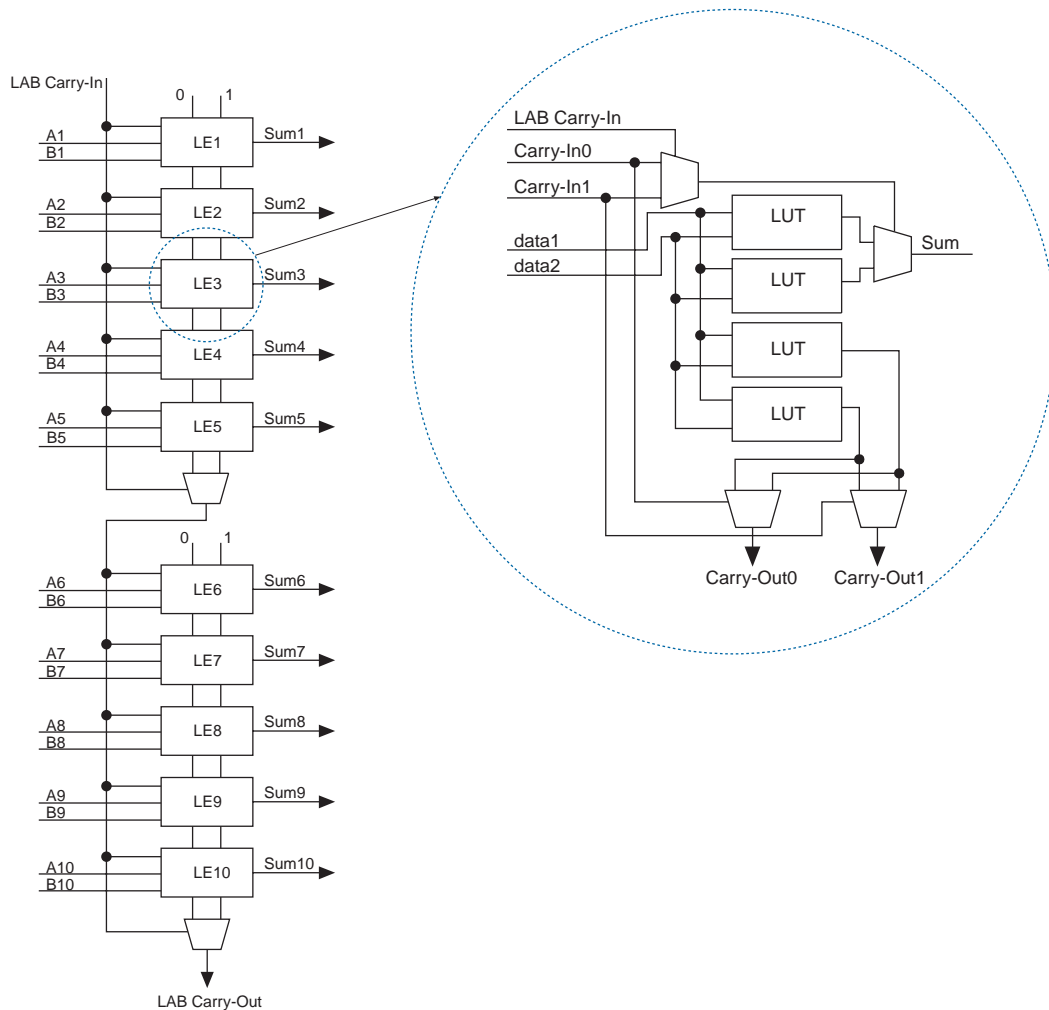 LAB Carry-In
0 1
A1
B1
LE1
Sum1
A2
B2
LE2
Sum2
A3
B3
LE3
Sum3
A4
B4
LE4
Sum4
A5
B5
LE5
Sum5
0 1
A6
B6
LE6
Sum6
A7
B7
LE7
Sum7
A8
B8
LE8
Sum8
A9
B9
LE9
Sum9
A10
B10
LE10
Sum10
LAB Carry-Out
LAB Carry-In
Carry-In0
Carry-In1
data1
data2
LUT
LUT
LUT
LUT
Sum
Carry-Out0
Carry-Out1